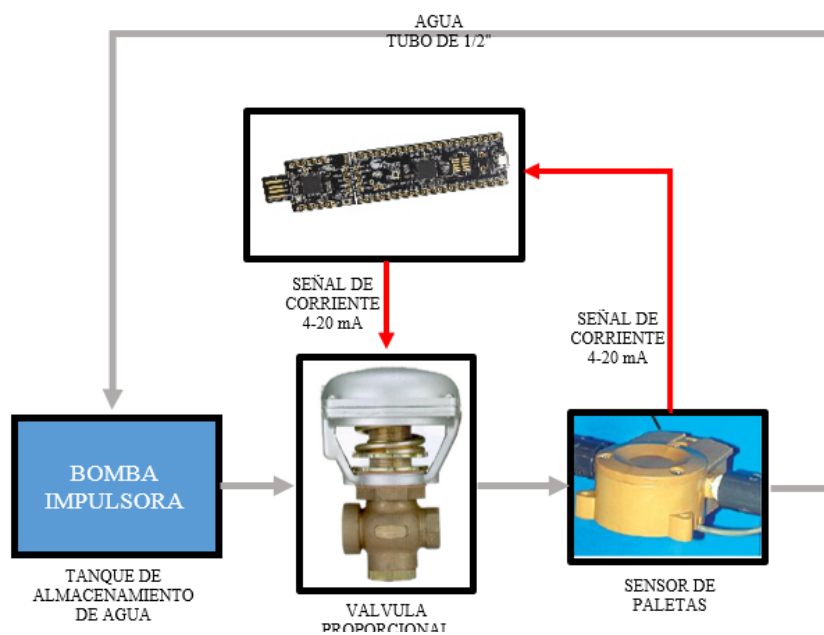 AGUA
TUBO DE 1/2"
SEÑAL DE
CORRIENTE
4-20 mA
SEÑAL DE
CORRIENTE
4-20 mA
BOMBA
IMPULSORA
TANQUE DE
ALMACENAMIENTO
DE AGUA
VALVULA
PROPORCIONAL
SENSOR DE
PALETAS